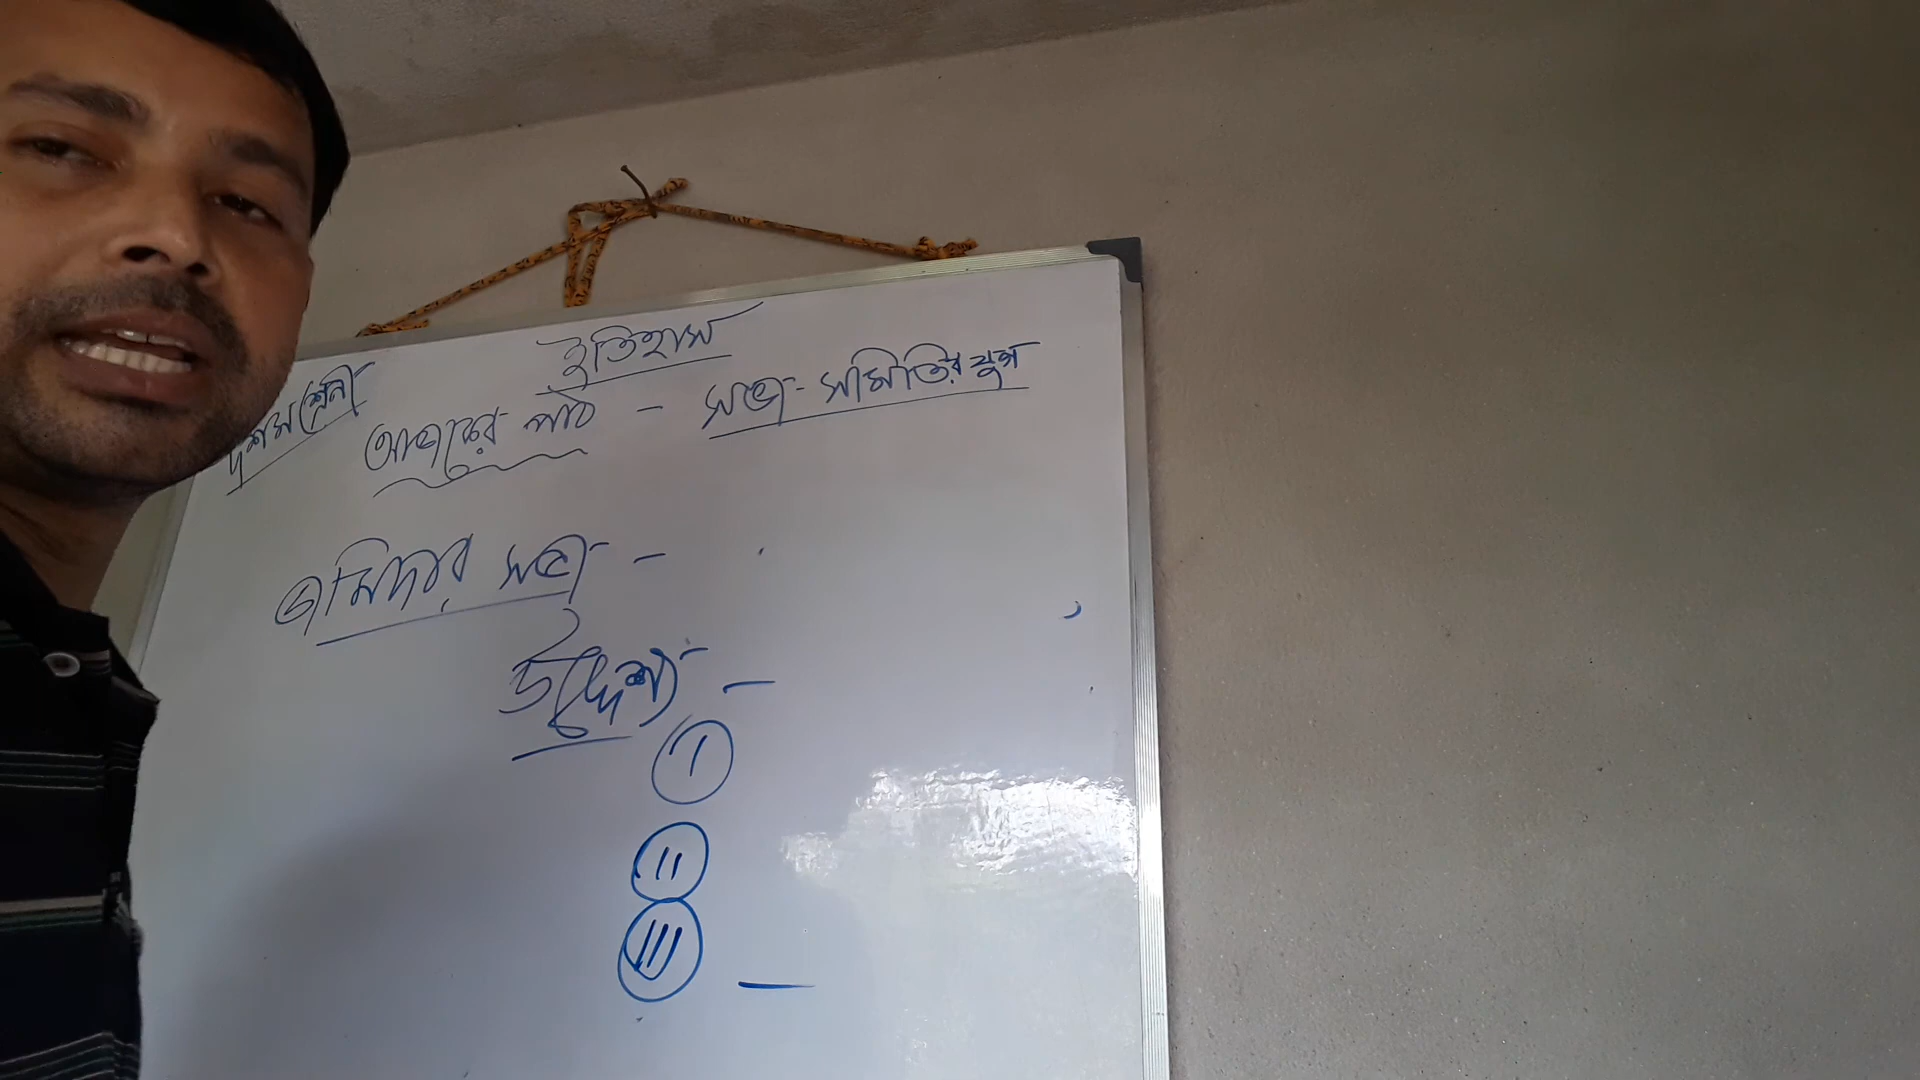 ইতিহাস
দশম শ্রেনী
আজকের পাঠ - সভা-সমিতির যুগ
জমিদার সভা -
উদ্দেশ্য -
I
II
III -